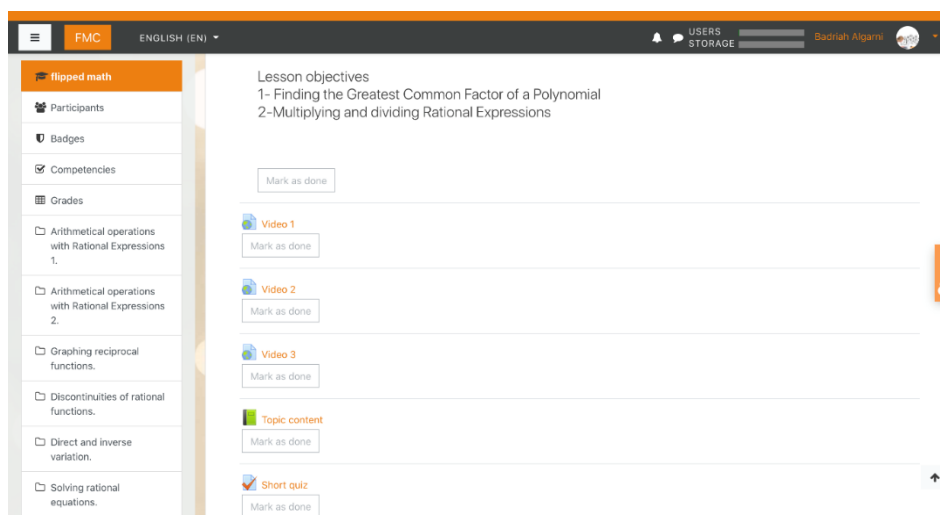 FMC
ENGLISH (EN)
USERS
STORAGE
Badriah Algarni
flipped math
Participants
Badges
Competencies
Grades
Arithmetical operations
with Rational Expressions
1.
Arithmetical operations
with Rational Expressions
2.
Graphing reciprocal
functions.
Discontinuities of rational
functions.
Direct and inverse
variation.
Solving rational
equations.
Lesson objectives
1- Finding the Greatest Common Factor of a Polynomial
2-Multiplying and dividing Rational Expressions
Mark as done
Video 1
Mark as done
Video 2
Mark as done
Video 3
Mark as done
Topic content
Mark as done
Short quiz
Mark as done